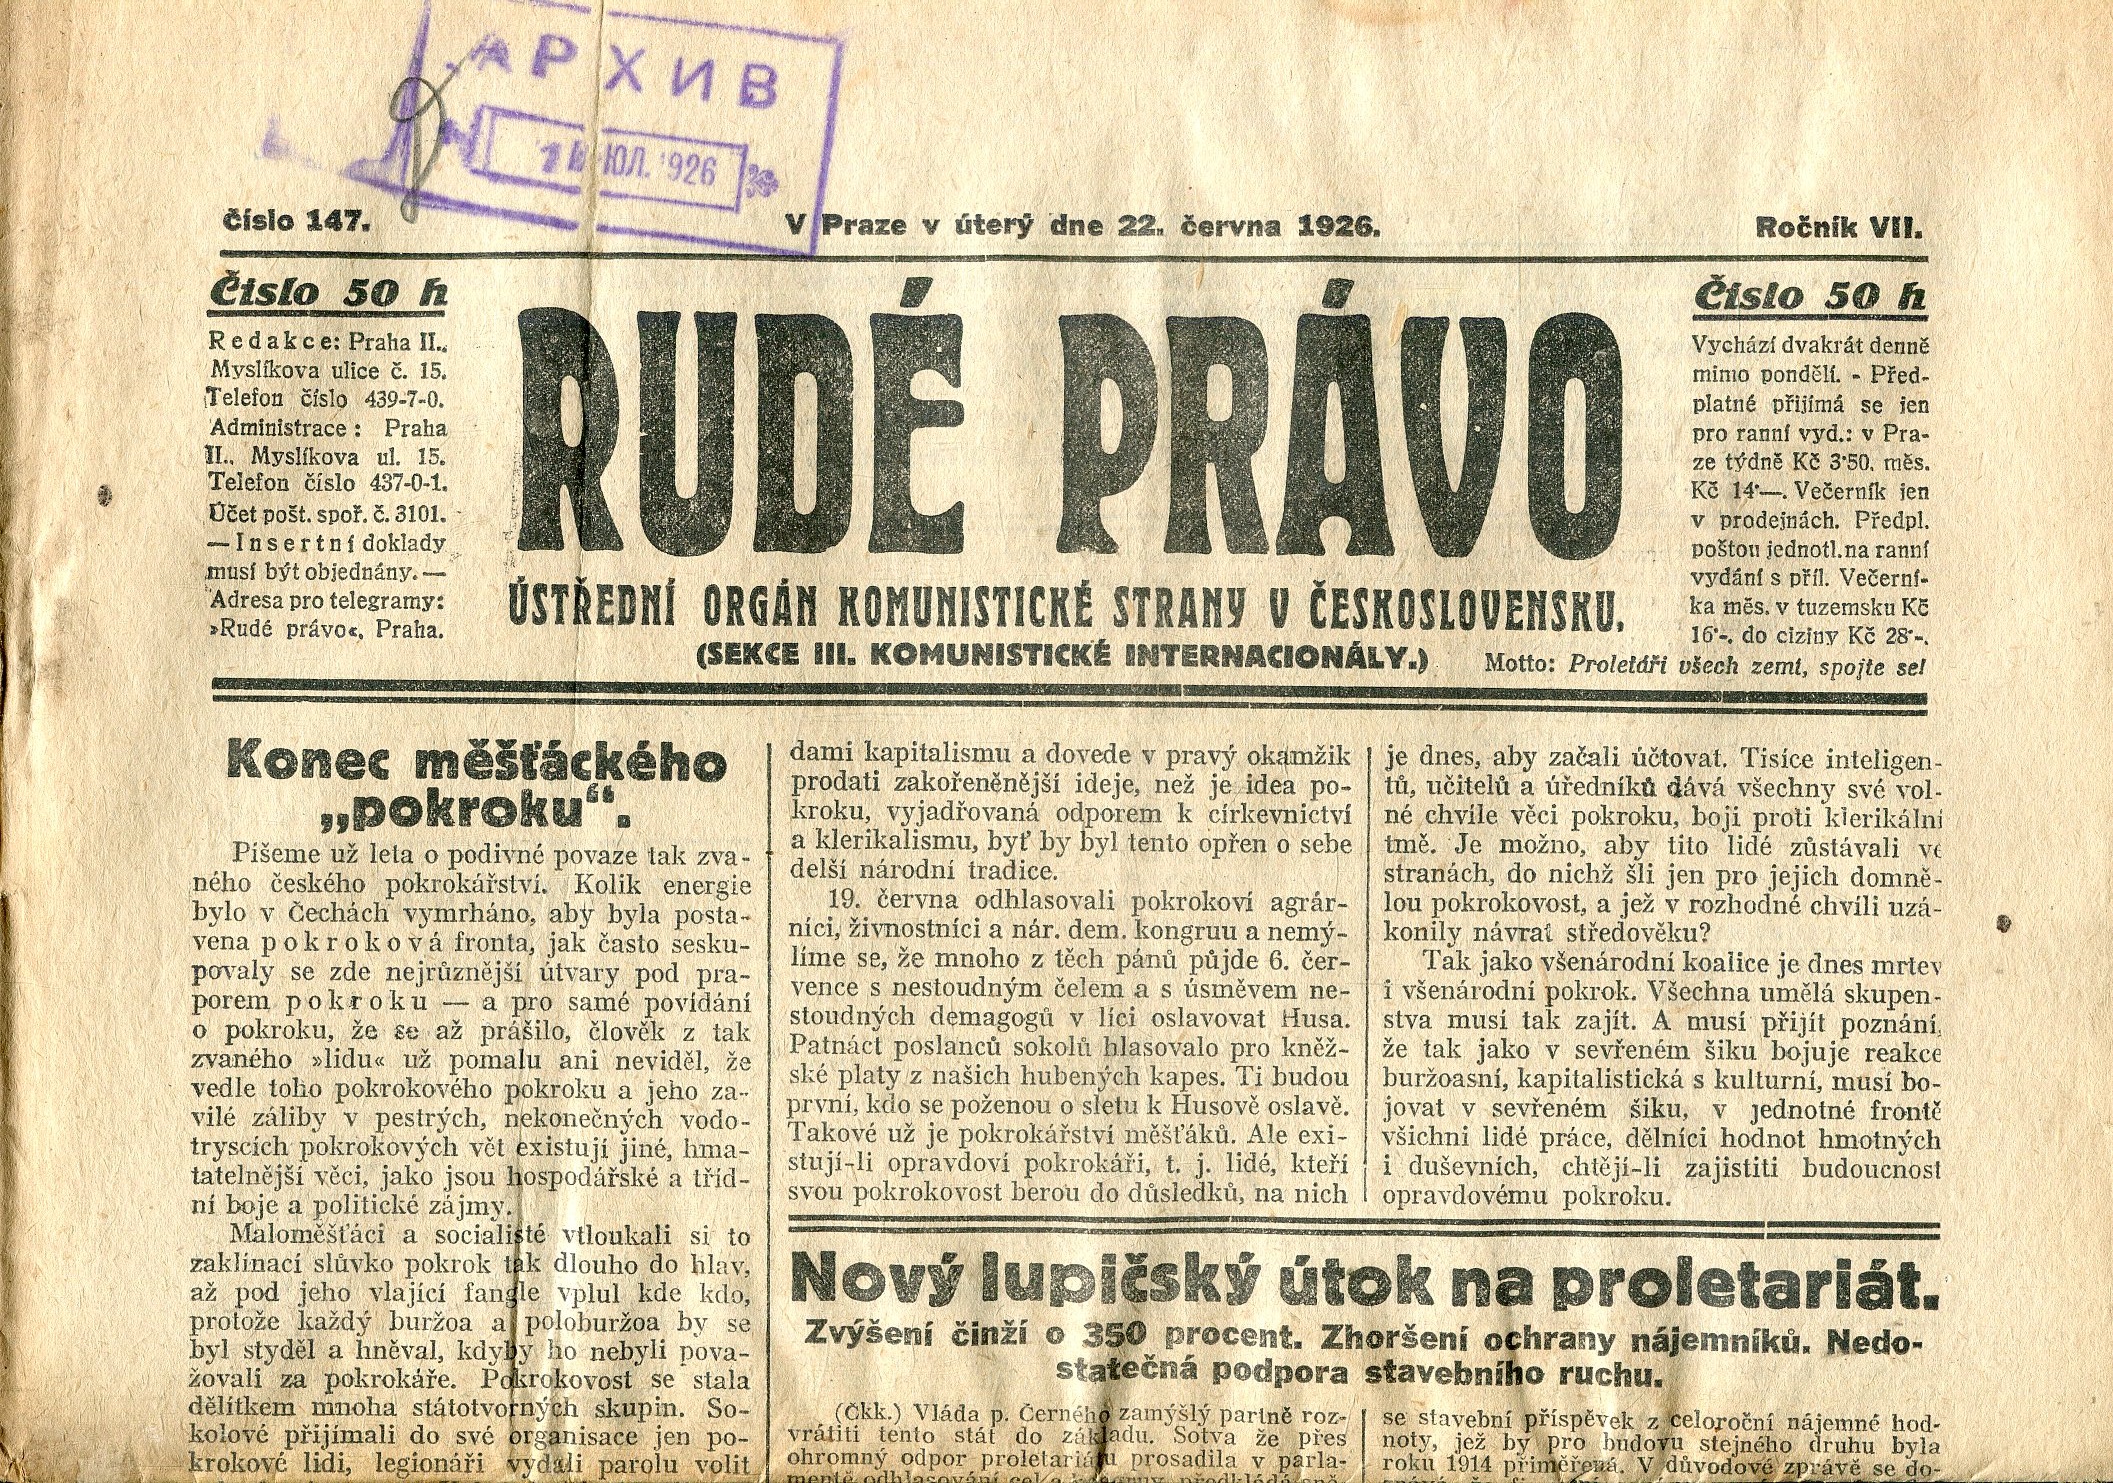 АРХИВ
ЮЛ. 1926
Číslo 147.
V Praze v úterý dne 22. června 1926.
Ročník VII.
Číslo 50 h
Redakce: Praha II.,
Myslíkova ulice č. 15.
Telefon číslo 439-7-0.
Administrace: Praha
II., Myslíkova ul. 15.
Telefon číslo 437-0-1.
Účet pošt. spoř. č. 3101.
— Insertní doklady
musí být objednány. —
Adresa pro telegramy:
»Rudé právo«, Praha.
RUDÉ PRÁVO
ÚSTŘEDNÍ ORGÁN KOMUNISTICKÉ STRANY V ČESKOSLOVENSKU.
(SEKCE III. KOMUNISTICKÉ INTERNACIONÁLY.)
Číslo 50 h
Vychází dvakrát denně
mimo pondělí. - Před-
platné přijímá se jen
pro ranní vyd.: v Pra-
ze týdně Kč 3·50, měs.
Kč 14·—. Večerník jen
v prodejnách. Předpl.
poštou jednotl. na ranní
vydání s příl. Večerní-
ka měs. v tuzemsku Kč
16·-, do ciziny Kč 28·-.
Motto: Proletáři všech zemí, spojte se!
Konec měšťáckého
„pokroku“.
Píšeme už leta o podivné povaze tak zva-
ného českého pokrokářství. Kolik energie
bylo v Čechách vymrháno, aby byla posta-
vena pokroková fronta, jak často sesku-
povaly se zde nejrůznější útvary pod pra-
porem pokroku — a pro samé povídání
o pokroku, že se až prášilo, člověk z tak
zvaného »lidu« už pomalu ani neviděl, že
vedle toho pokrokového pokroku a jeho za-
vilé záliby v pestrých, nekonečných vodo-
tryscích pokrokových vět existují jiné, hma-
tatelnější věci, jako jsou hospodářské a tříd-
ní boje a politické zájmy.
Maloměšťáci a socialisté vtloukali si to
zaklínací slůvko pokrok tak dlouho do hlav,
až pod jeho vlající fangle vplul kde kdo,
protože každý buržoa a poloburžoa by se
byl styděl a hněval, kdyby ho nebyli pova-
žovali za pokrokáře. Pokrokovost se stala
dělítkem mnoha státotvorných skupin. So-
kolové přijímali do své organisace jen po-
krokové lidi, legionáři vydali parolu volit
dami kapitalismu a dovede v pravý okamžik
prodati zakořeněnější ideje, než je idea po-
kroku, vyjadřovaná odporem k církevnictví
a klerikalismu, byť by byl tento opřen o sebe
delší národní tradice.
19. června odhlasovali pokrokoví agrár-
níci, živnostníci a nár. dem. kongruu a nemý-
líme se, že mnoho z těch pánů půjde 6. čer-
vence s nestoudným čelem a s úsměvem ne-
stoudných demagogů v líci oslavovat Husa.
Patnáct poslanců sokolů hlasovalo pro kněž-
ské platy z našich hubených kapes. Ti budou
první, kdo se poženou o sletu k Husově oslavě.
Takové už je pokrokářství měšťáků. Ale exi-
stují-li opravdoví pokrokáři, t. j. lidé, kteří
svou pokrokovost berou do důsledků, na nich
je dnes, aby začali účtovat. Tisíce inteligen-
tů, učitelů a úředníků dává všechny své vol-
né chvíle věci pokroku, boji proti klerikální
tmě. Je možno, aby tito lidé zůstávali ve
stranách, do nichž šli jen pro jejich domně-
lou pokrokovost, a jež v rozhodné chvíli uzá-
konily návrat středověku?
Tak jako všenárodní koalice je dnes mrtev
i všenárodní pokrok. Všechna umělá skupen-
stva musí tak zajít. A musí přijít poznání,
že tak jako v sevřeném šiku bojuje reakce
buržoasní, kapitalistická s kulturní, musí bo-
jovat v sevřeném šiku, v jednotné frontě
všichni lidé práce, dělníci hodnot hmotných
i duševních, chtějí-li zajistiti budoucnost
opravdovému pokroku.
Nový lupičský útok na proletariát.
Zvýšení činží o 350 procent. Zhoršení ochrany nájemníků. Nedo-
statečná podpora stavebního ruchu.
(Čkk.) Vláda p. Černého zamýšlý partně roz-
vrátiti tento stát do základu. Sotva že přes
ohromný odpor proletariátu prosadila v parla-
mentě odhlasování
se stavební příspěvek z celoroční nájemné hod-
noty, jež by pro budovu stejného druhu byla
roku 1914 přiměřená. V důvodové zprávě se do-